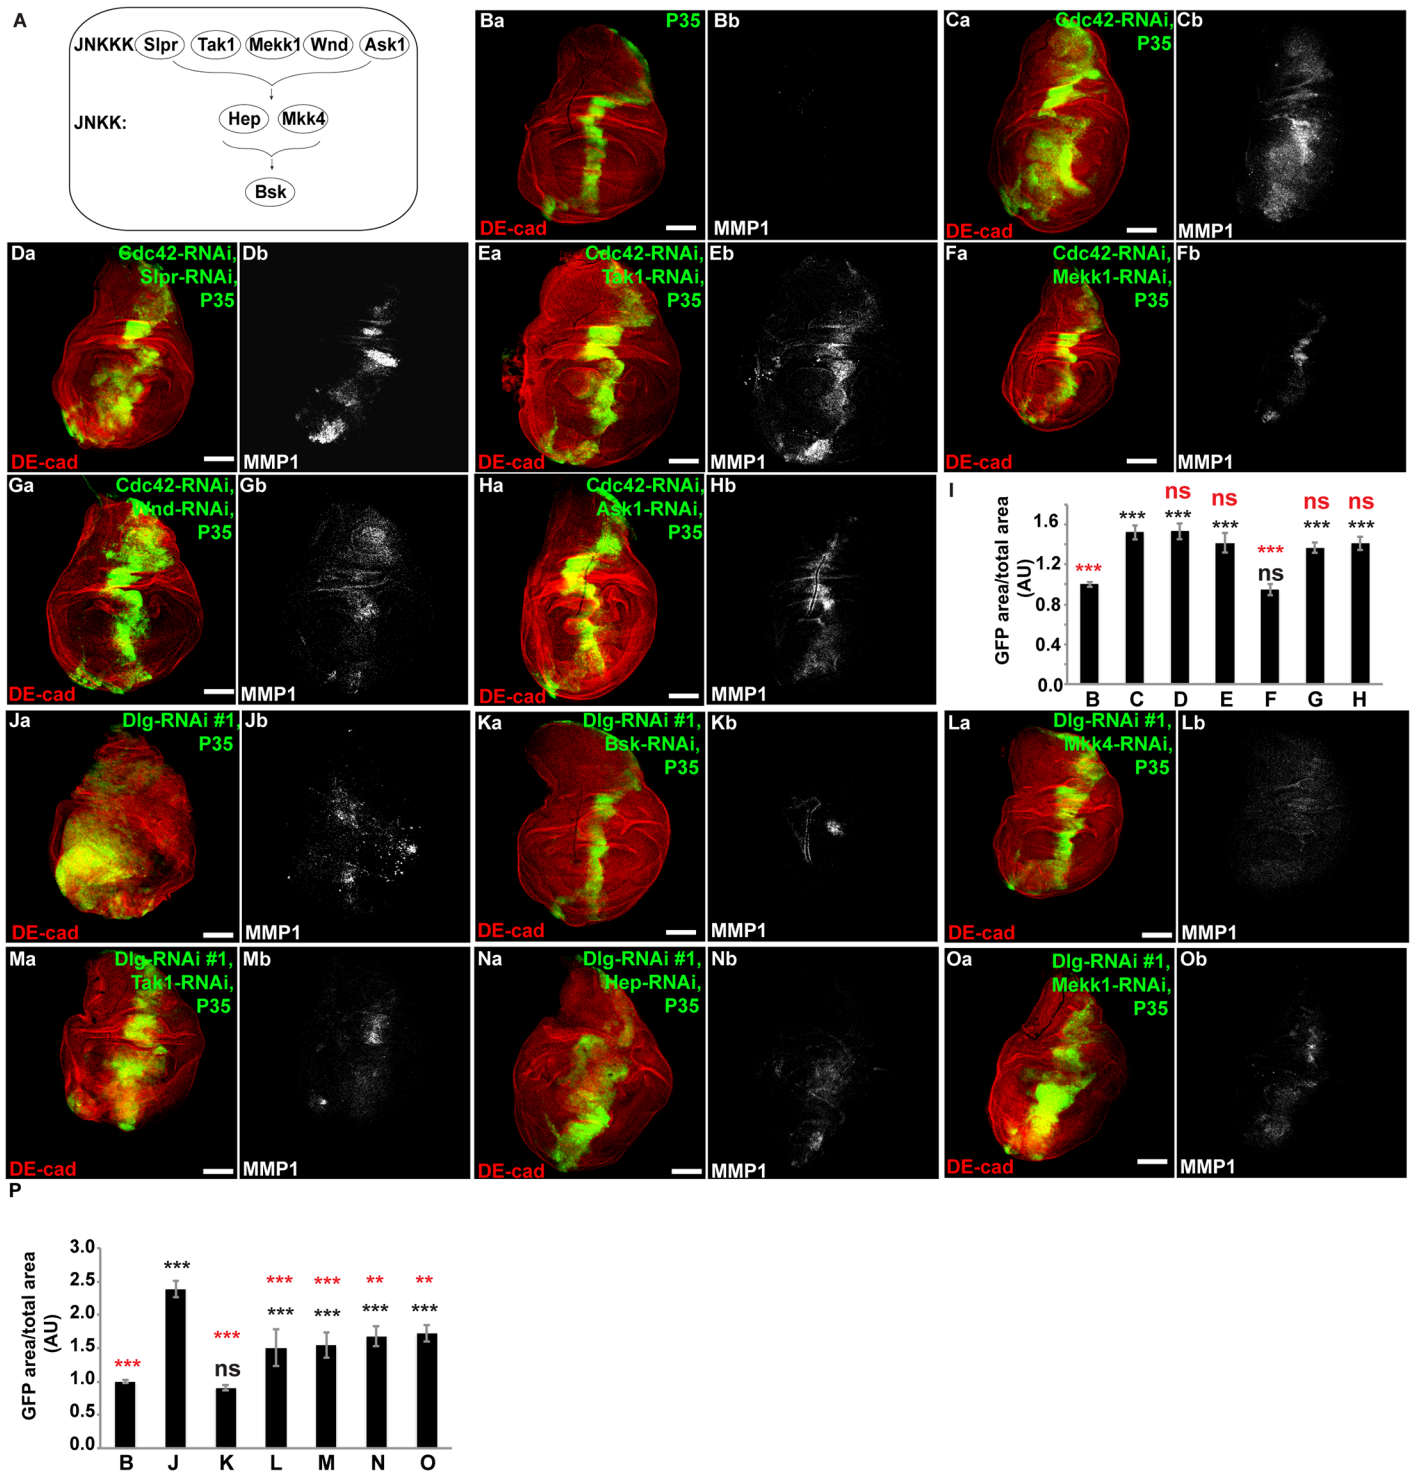 A
JNKKK
Slpr
Tak1
Mekk1
Wnd
Ask1
JNKK:
Hep
Mkk4
Bsk
Ba
P35
DE-cad
Bb
MMP1
Ca
Cdc42-RNAi,
P35
DE-cad
Cb
MMP1
Da
Cdc42-RNAi,
Slpr-RNAi,
P35
DE-cad
Db
MMP1
Ea
Cdc42-RNAi,
Tak1-RNAi,
P35
DE-cad
Eb
MMP1
Fa
Cdc42-RNAi,
Mekk1-RNAi,
P35
DE-cad
Fb
MMP1
Ga
Cdc42-RNAi,
Wnd-RNAi,
P35
DE-cad
Gb
MMP1
Ha
Cdc42-RNAi,
Ask1-RNAi,
P35
DE-cad
Hb
MMP1
I
GFP area/total area
(AU)
1.6
1.2
0.8
0.4
0.0
***
***
ns
***
ns
***
***
ns
ns
***
ns
***
B C D E F G H
Ja
Dlg-RNAi #1,
P35
DE-cad
Jb
MMP1
Ka
Dlg-RNAi #1,
Bsk-RNAi,
P35
DE-cad
Kb
MMP1
La
Dlg-RNAi #1,
Mkk4-RNAi,
P35
DE-cad
Lb
MMP1
Ma
Dlg-RNAi #1,
Tak1-RNAi,
P35
DE-cad
Mb
MMP1
Na
Dlg-RNAi #1,
Hep-RNAi,
P35
DE-cad
Nb
MMP1
Oa
Dlg-RNAi #1,
Mekk1-RNAi,
P35
DE-cad
Ob
MMP1
P
GFP area/total area
(AU)
3.0
2.5
2.0
1.5
1.0
0.5
0.0
***
***
***
ns
***
***
***
***
**
***
**
***
B J K L M N O